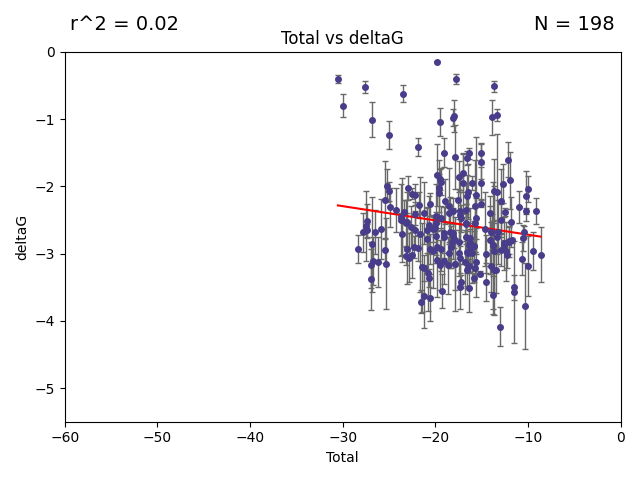 r^2 = 0.02
N = 198
Total vs deltaG
0
−1
−2
−3
−4
−5
deltaG
−60
−50
−40
−30
−20
−10
0
Total